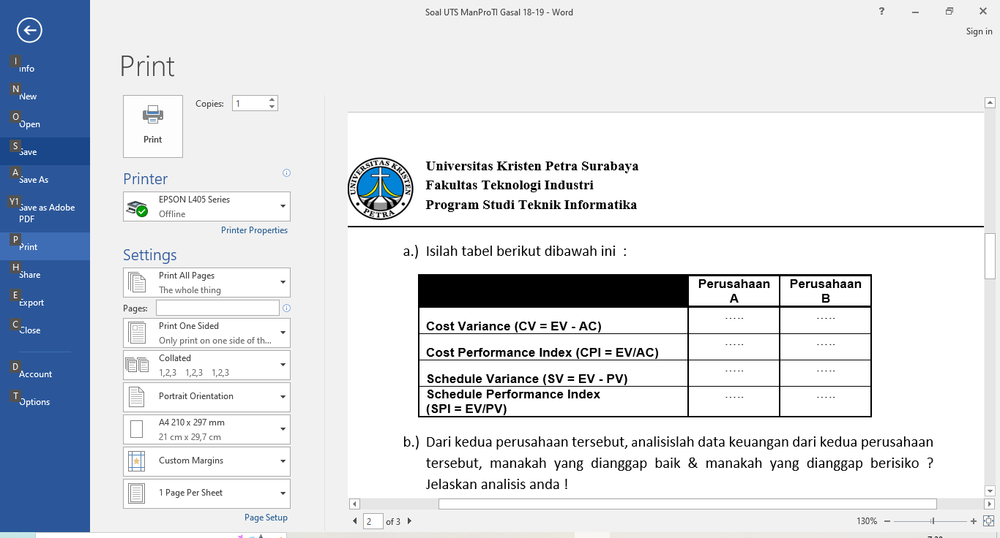 Soal UTS ManProTI Gasal 18-19 - Word
?
Sign in
I
Info
N
New
O
Open
S
Save
A
Save As
Y1
Save as Adobe
PDF
P
Print
H
Share
E
Export
C
Close
D
Account
T
Options
Print
Print
Copies: 1
Printer
EPSON L405 Series
Offline
Printer Properties
Settings
Print All Pages
The whole thing
Pages:
Print One Sided
Only print on one side of th...
Collated
1,2,3 1,2,3 1,2,3
Portrait Orientation
A4 210 x 297 mm
21 cm x 29,7 cm
Custom Margins
1 Page Per Sheet
Page Setup
UNIVERSITAS KRISTEN
PETRA
Universitas Kristen Petra Surabaya
Fakultas Teknologi Industri
Program Studi Teknik Informatika
a.) Isilah tabel berikut dibawah ini :
Perusahaan A Perusahaan B
Cost Variance (CV = EV - AC) ..... .....
Cost Performance Index (CPI = EV/AC) ..... .....
Schedule Variance (SV = EV - PV) ..... .....
Schedule Performance Index
(SPI = EV/PV) ..... .....
b.) Dari kedua perusahaan tersebut, analisislah data keuangan dari kedua perusahaan
tersebut, manakah yang dianggap baik & manakah yang dianggap berisiko ?
Jelaskan analisis anda !
2 of 3
130%